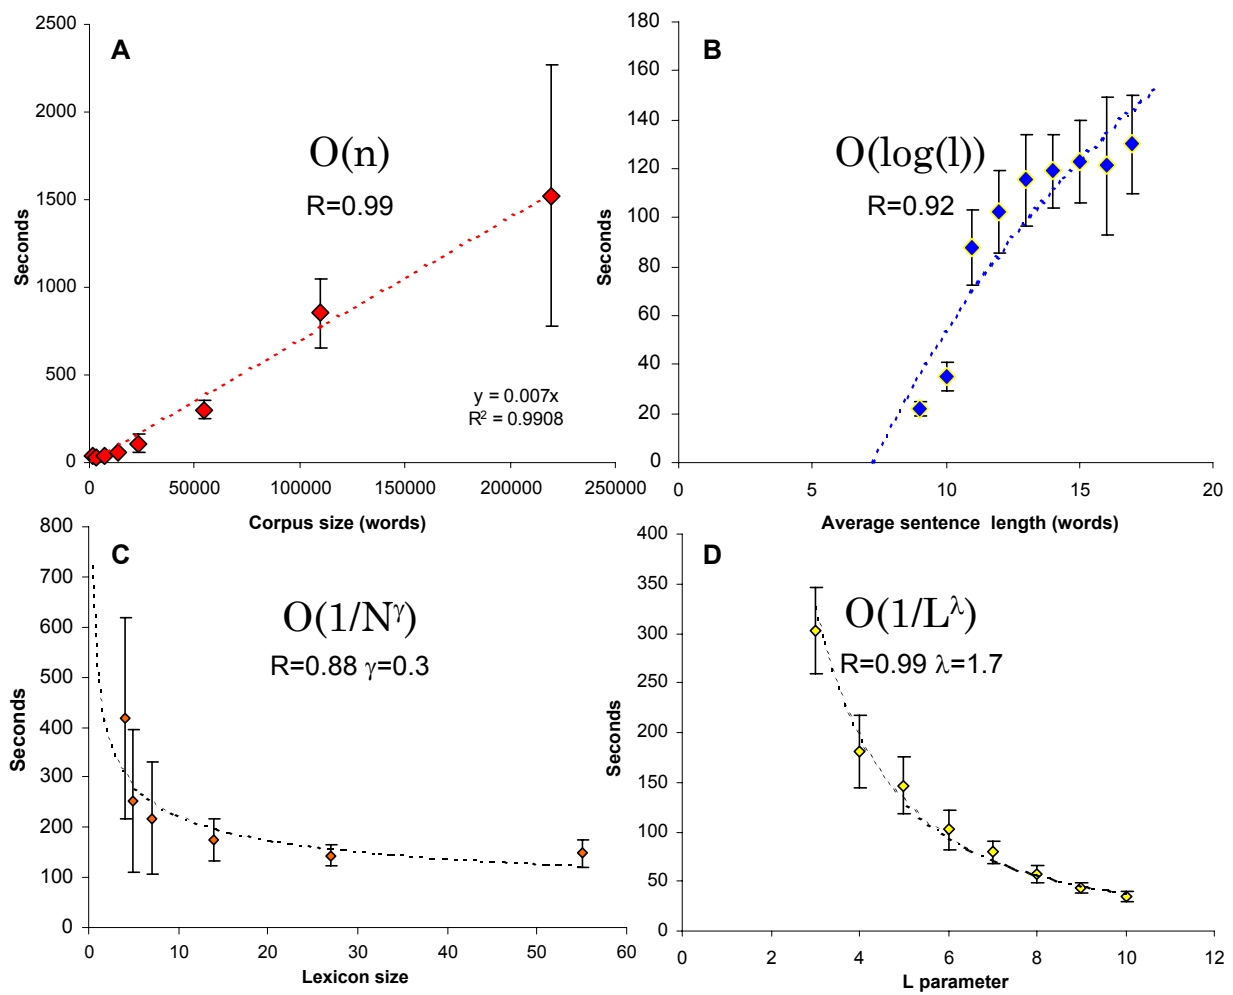 A
O(n)
R=0.99
y = 0.007x
R² = 0.9908
Seconds
2500
2000
1500
1000
500
0
0 50000 100000 150000 200000 250000
Corpus size (words)
B
O(log(l))
R=0.92
Seconds
180
160
140
120
100
80
60
40
20
0
0 5 10 15 20
Average sentence length (words)
C
O(1/Nᵞ)
R=0.88 γ=0.3
Seconds
800
700
600
500
400
300
200
100
0
0 10 20 30 40 50 60
Lexicon size
D
O(1/L^λ)
R=0.99 λ=1.7
Seconds
400
350
300
250
200
150
100
50
0
0 2 4 6 8 10 12
L parameter